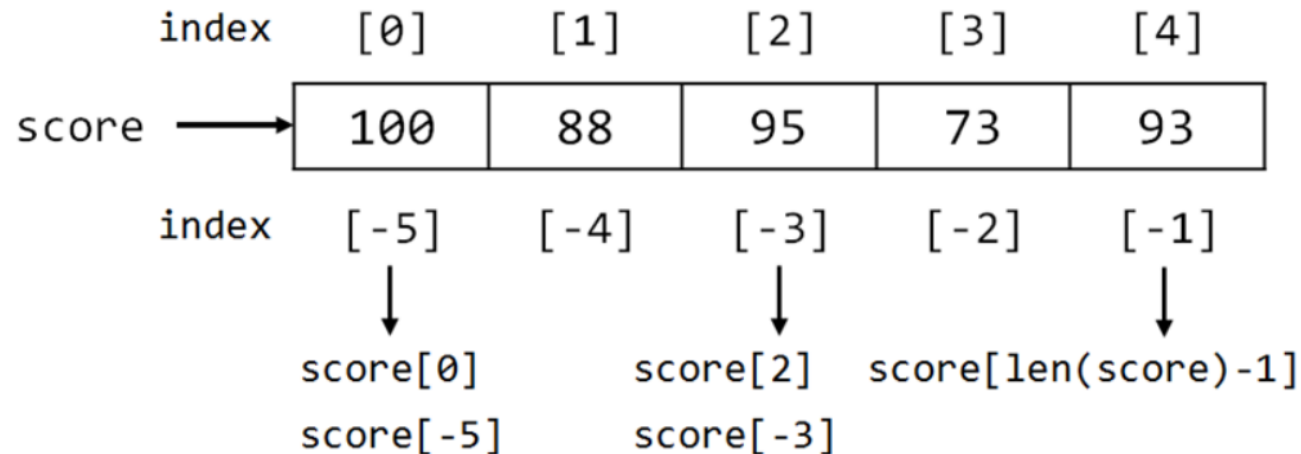 index [0] [1] [2] [3] [4]
score 100 88 95 73 93
index [-5] [-4] [-3] [-2] [-1]
score[0] score[2] score[len(score)-1]
score[-5] score[-3]